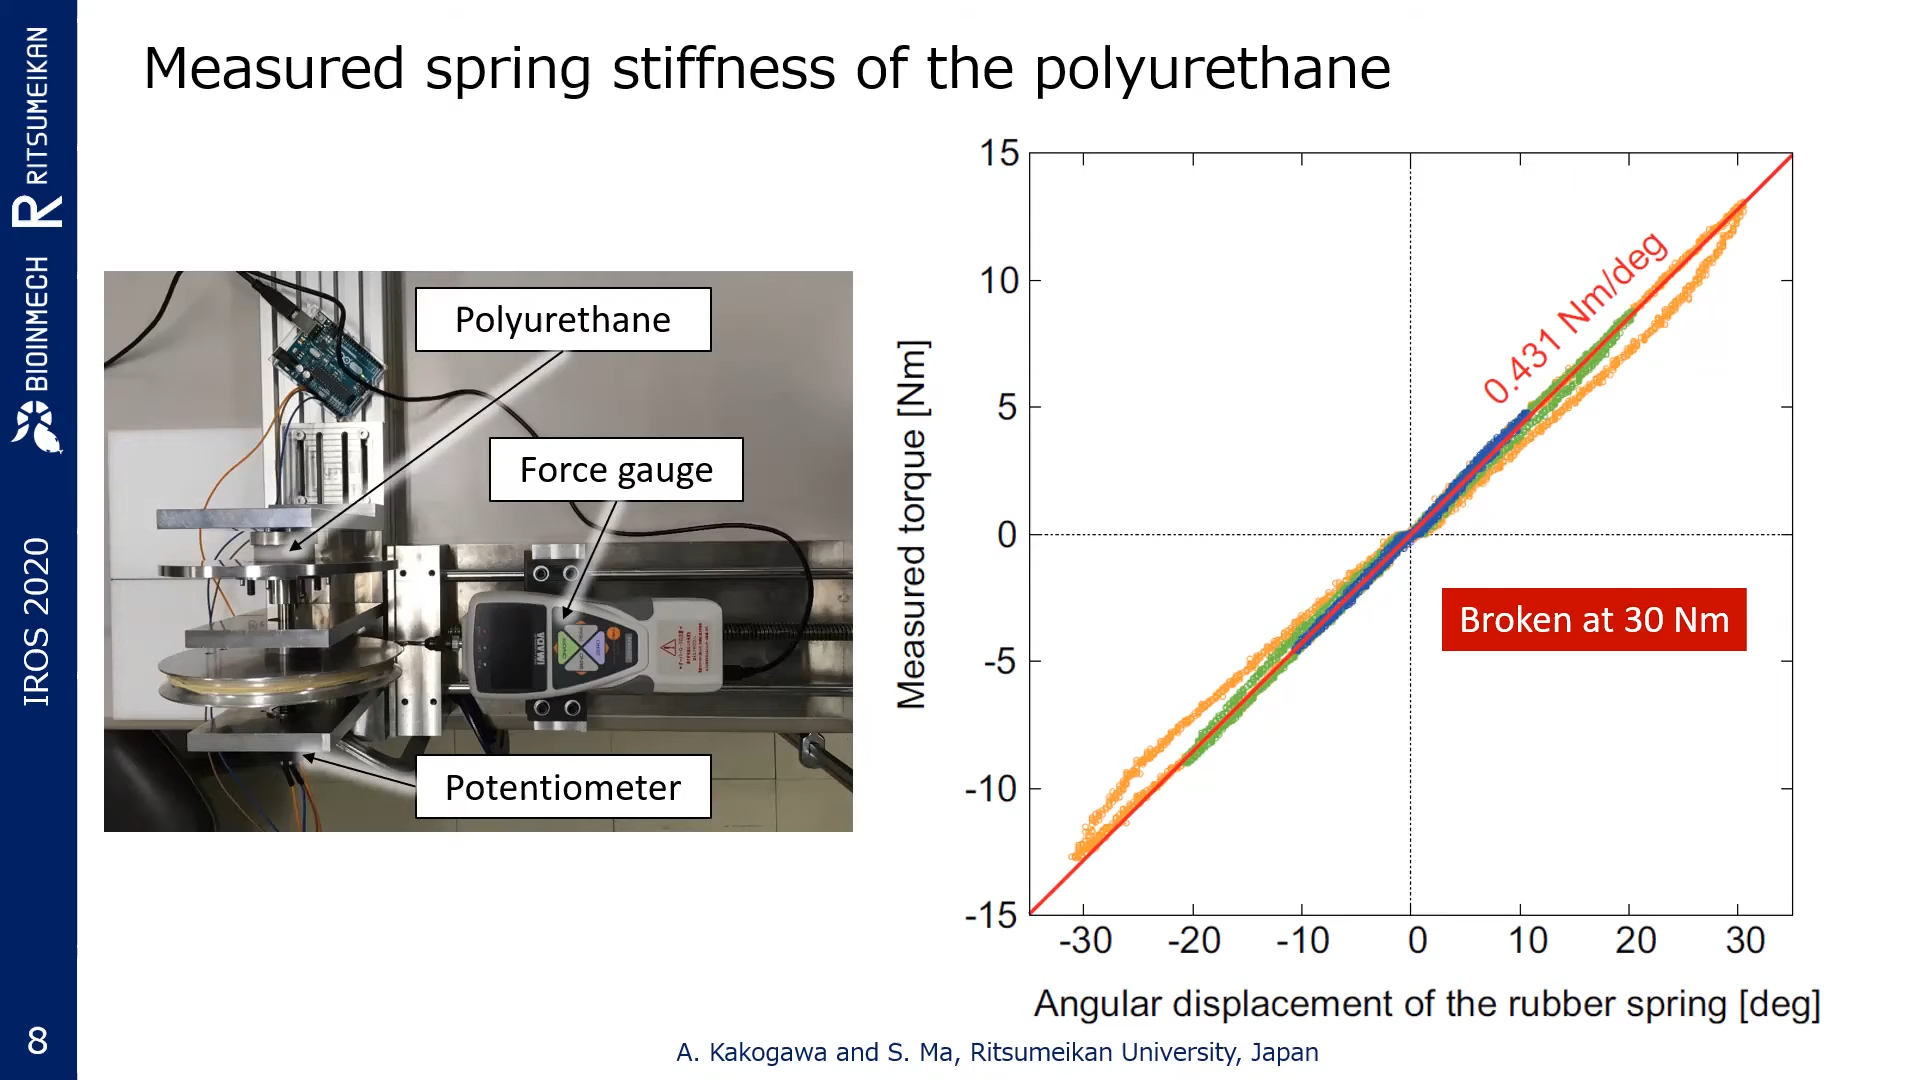 Measured spring stiffness of the polyurethane
RITSUMEIKAN
BIOINMECH
IROS 2020
8
Polyurethane
Force gauge
Potentiometer
Measured torque [Nm]
15
10
5
0
-5
-10
-15
0.431 Nm/deg
Broken at 30 Nm
-30 -20 -10 0 10 20 30
Angular displacement of the rubber spring [deg]
A. Kakogawa and S. Ma, Ritsumeikan University, Japan